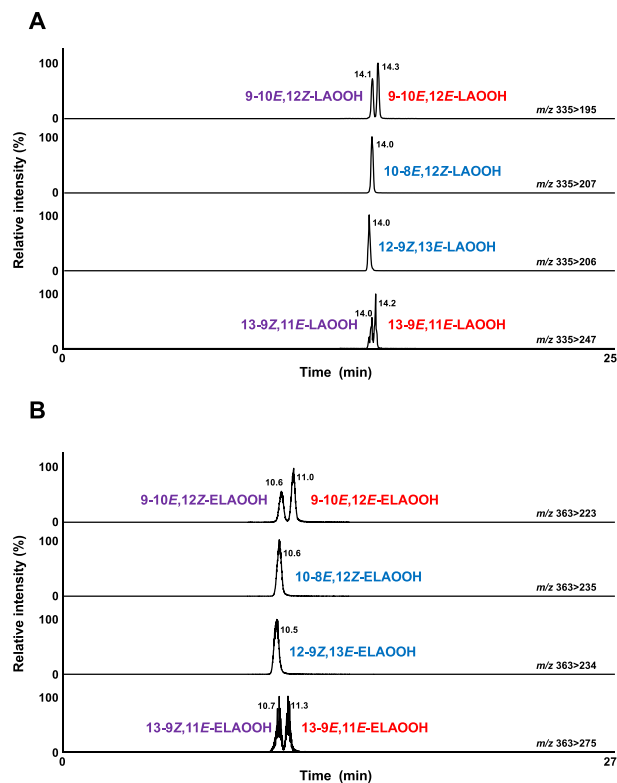 A
100
14.1
14.3
9-10E,12Z-LAOOH
9-10E,12E-LAOOH
0
m/z 335>195
100
14.0
10-8E,12Z-LAOOH
0
m/z 335>207
100
14.0
12-9Z,13E-LAOOH
0
m/z 335>206
100
14.0
14.2
13-9Z,11E-LAOOH
13-9E,11E-LAOOH
0
m/z 335>247
0
25
Time (min)
Relative intensity (%)
B
100
10.6
11.0
9-10E,12Z-ELAOOH
9-10E,12E-ELAOOH
0
m/z 363>223
100
10.6
10-8E,12Z-ELAOOH
0
m/z 363>235
100
10.5
12-9Z,13E-ELAOOH
0
m/z 363>234
100
10.7
11.3
13-9Z,11E-ELAOOH
13-9E,11E-ELAOOH
0
m/z 363>275
0
27
Time (min)
Relative intensity (%)